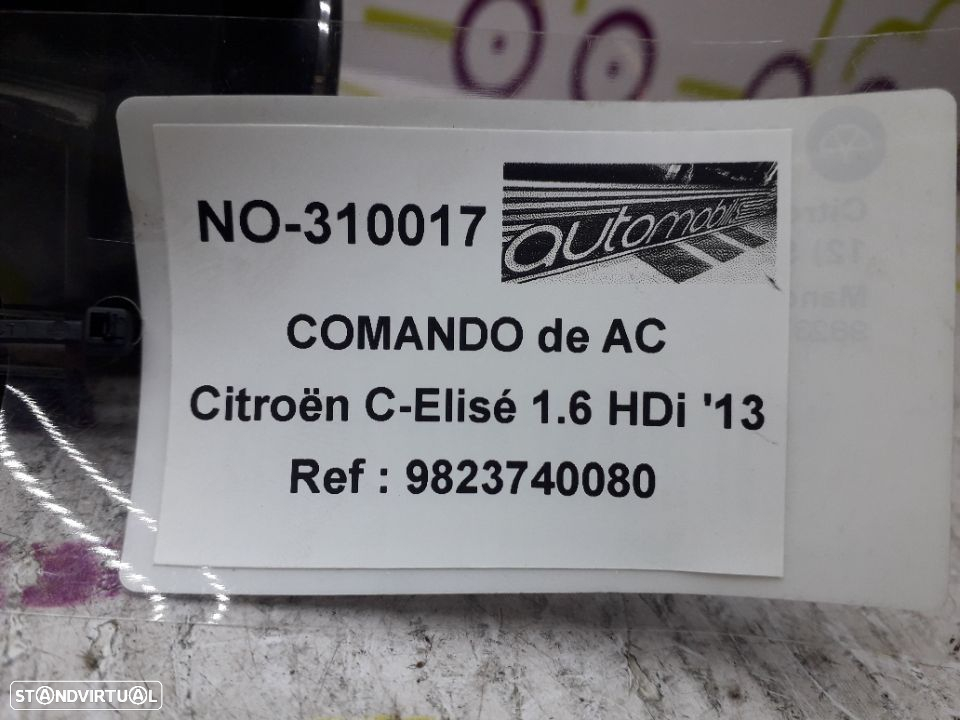 NO-310017
automobilis
COMANDO de AC
Citroën C-Elisé 1.6 HDi '13
Ref : 9823740080
STANDVIRTUAL